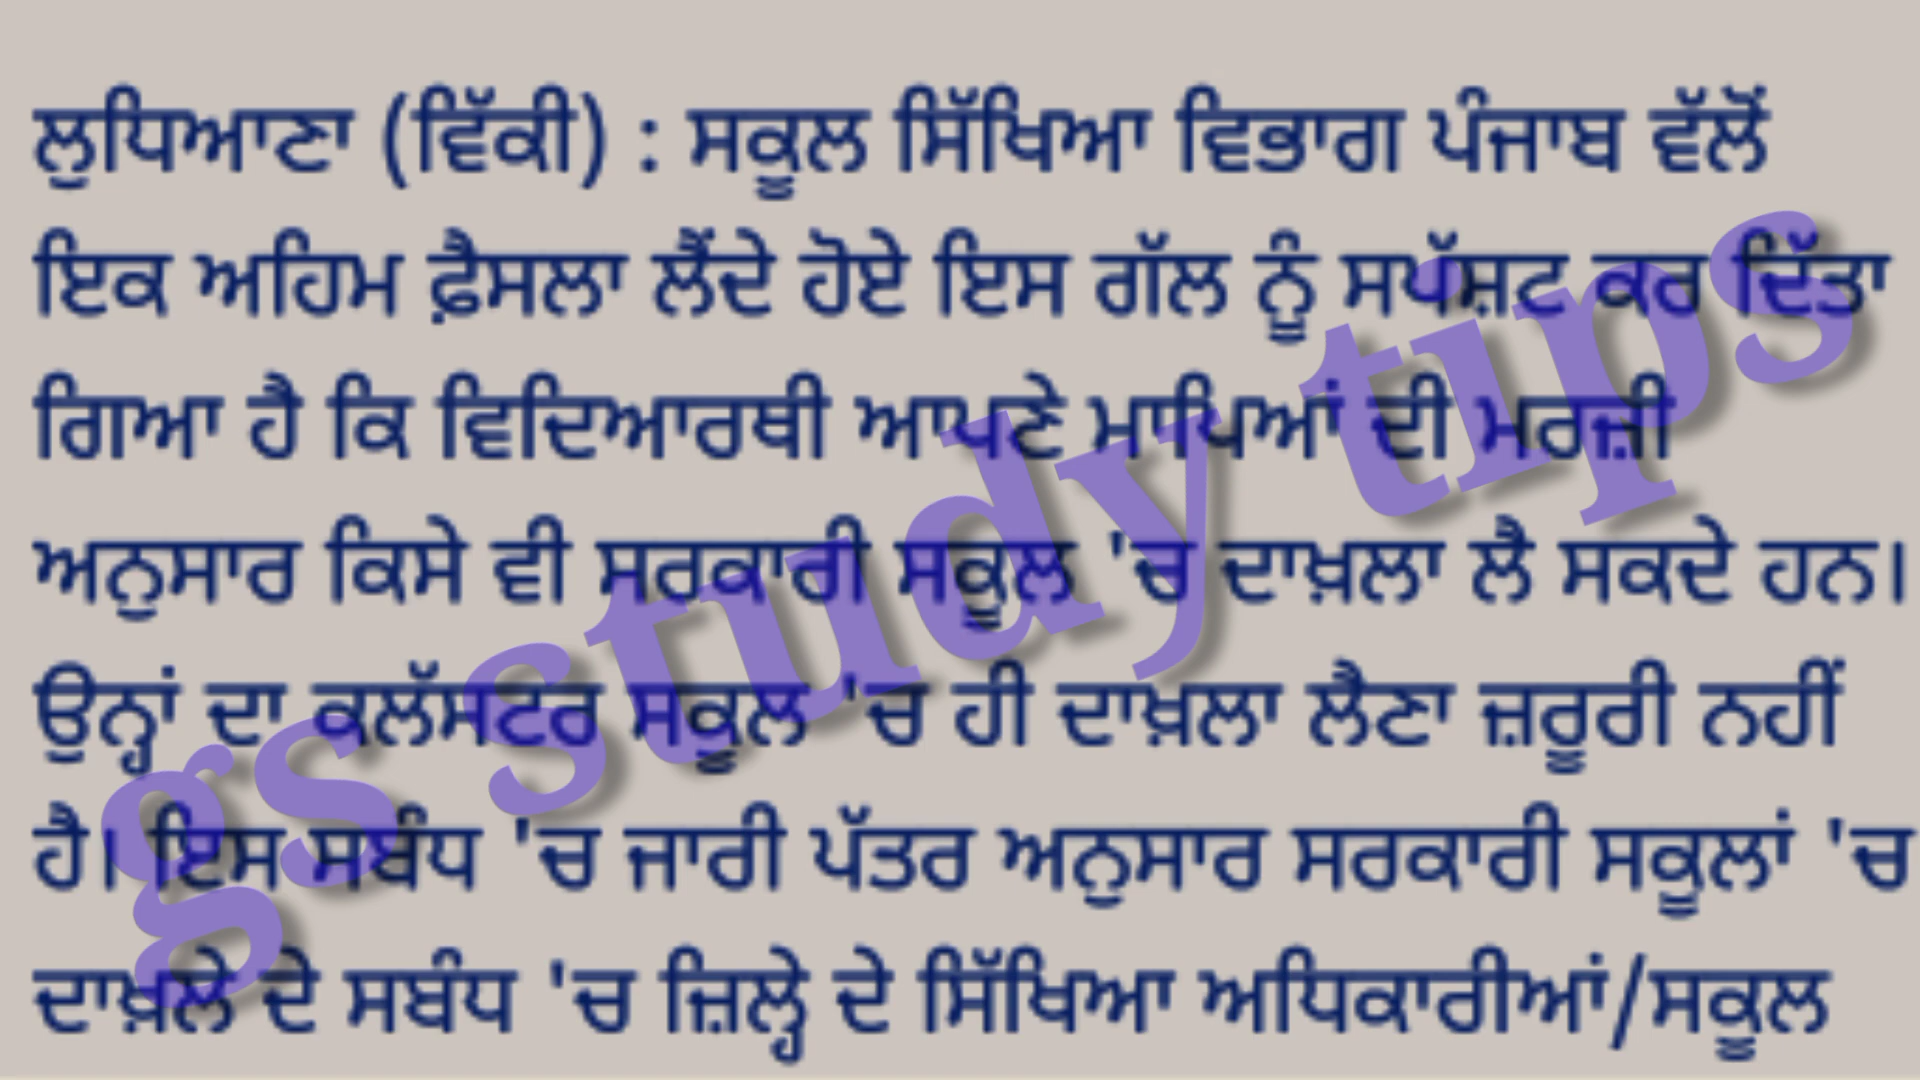 ਲੁਧਿਆਣਾ (ਵਿੱਕੀ) : ਸਕੂਲ ਸਿੱਖਿਆ ਵਿਭਾਗ ਪੰਜਾਬ ਵੱਲੋਂ
ਇਕ ਅਹਿਮ ਫ਼ੈਸਲਾ ਲੈਂਦੇ ਹੋਏ ਇਸ ਗੱਲ ਨੂੰ ਸਪੱਸ਼ਟ ਕਰ ਦਿੱਤਾ
ਗਿਆ ਹੈ ਕਿ ਵਿਦਿਆਰਥੀ ਆਪਣੇ ਮਾਪਿਆਂ ਦੀ ਮਰਜ਼ੀ
ਅਨੁਸਾਰ ਕਿਸੇ ਵੀ ਸਰਕਾਰੀ ਸਕੂਲ 'ਚ ਦਾਖ਼ਲਾ ਲੈ ਸਕਦੇ ਹਨ।
ਉਨ੍ਹਾਂ ਦਾ ਕਲੱਸਟਰ ਸਕੂਲ 'ਚ ਹੀ ਦਾਖ਼ਲਾ ਲੈਣਾ ਜ਼ਰੂਰੀ ਨਹੀਂ
ਹੈ। ਇਸ ਸਬੰਧ 'ਚ ਜਾਰੀ ਪੱਤਰ ਅਨੁਸਾਰ ਸਰਕਾਰੀ ਸਕੂਲਾਂ 'ਚ
ਦਾਖ਼ਲੇ ਦੇ ਸਬੰਧ 'ਚ ਜ਼ਿਲ੍ਹੇ ਦੇ ਸਿੱਖਿਆ ਅਧਿਕਾਰੀਆਂ/ਸਕੂਲ
gs study tips